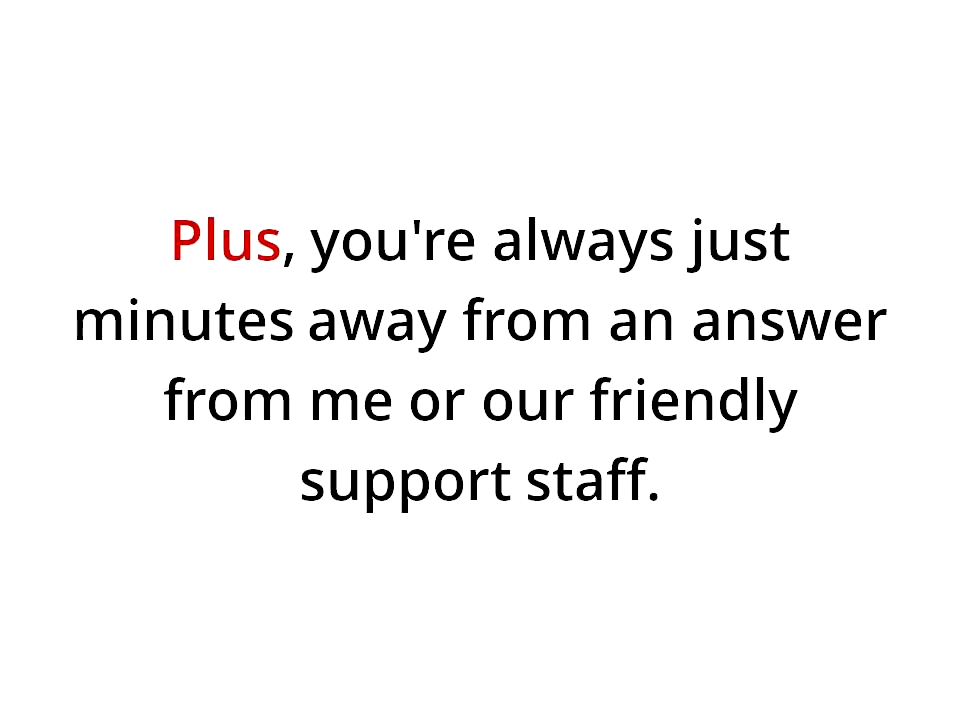 Plus, you're always just
minutes away from an answer
from me or our friendly
support staff.